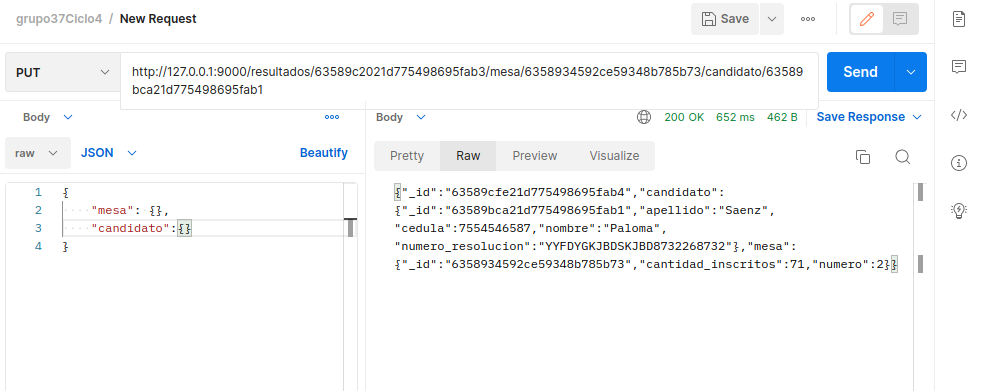 grupo37Ciclo4 / New Request
Save
PUT
http://127.0.0.1:9000/resultados/63589c2021d775498695fab3/mesa/6358934592ce59348b785b73/candidato/63589
bca21d775498695fab1
Send
Body
Body
200 OK 652 ms 462 B Save Response
raw
JSON
Beautify
Pretty
Raw
Preview
Visualize
1 {
2 "mesa": {},
3 "candidato":{}
4 }
{"_id":"63589cfe21d775498695fab4","candidato":
{"_id":"63589bca21d775498695fab1","apellido":"Saenz",
"cedula":7554546587,"nombre":"Paloma",
"numero_resolucion":"YYFDYGKJBDSKJBD8732268732"},"mesa":
{"_id":"6358934592ce59348b785b73","cantidad_inscritos":71,"numero":2}}